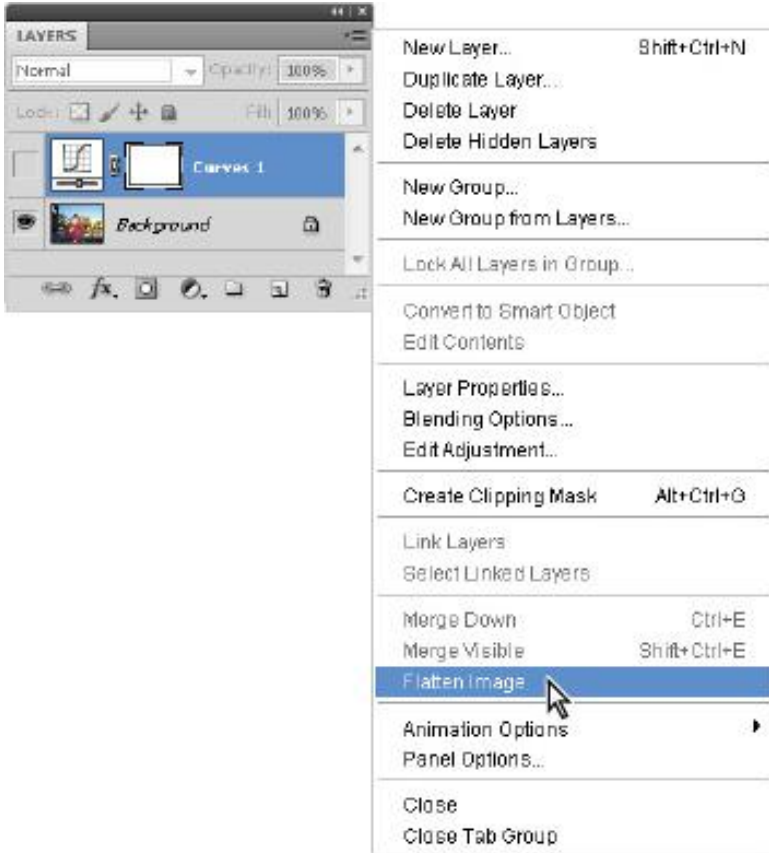 LAYERS
Normal
Opacity: 100%
Lock:
Fill: 100%
Curves 1
Background
fx.
New Layer... Shift+Ctrl+N
Duplicate Layer...
Delete Layer
Delete Hidden Layers
New Group...
New Group from Layers...
Lock All Layers in Group...
Convert to Smart Object
Edit Contents
Layer Properties...
Blending Options...
Edit Adjustment...
Create Clipping Mask Alt+Ctrl+G
Link Layers
Select Linked Layers
Merge Down Ctrl+E
Merge Visible Shift+Ctrl+E
Flatten Image
Animation Options
Panel Options...
Close
Close Tab Group